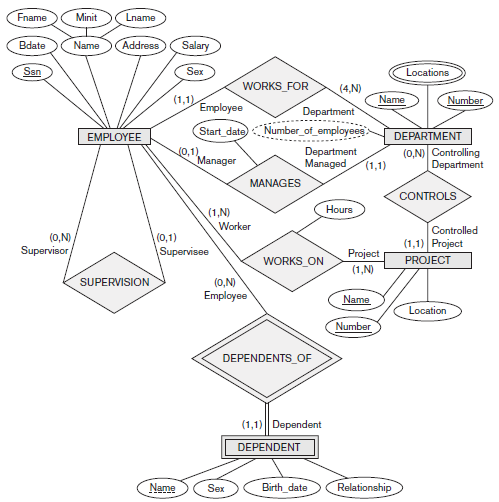 Fname Minit Lname
Bdate Name Address Salary
Ssn Sex
WORKS_FOR
(1,1) Employee
(4,N) Department
Locations
Name Number
EMPLOYEE
Start_date
Number_of_employees
DEPARTMENT
(0,1) Manager
MANAGES
Department
Managed
(1,1)
(0,N) Controlling
Department
CONTROLS
(1,1) Controlled
Project
(0,N)
Supervisor
(0,1)
Supervisee
SUPERVISION
(1,N)
Worker
Hours
WORKS_ON
Project
(1,N)
PROJECT
Name
Number
Location
(0,N)
Employee
DEPENDENTS_OF
(1,1) Dependent
DEPENDENT
Name Sex Birth_date Relationship